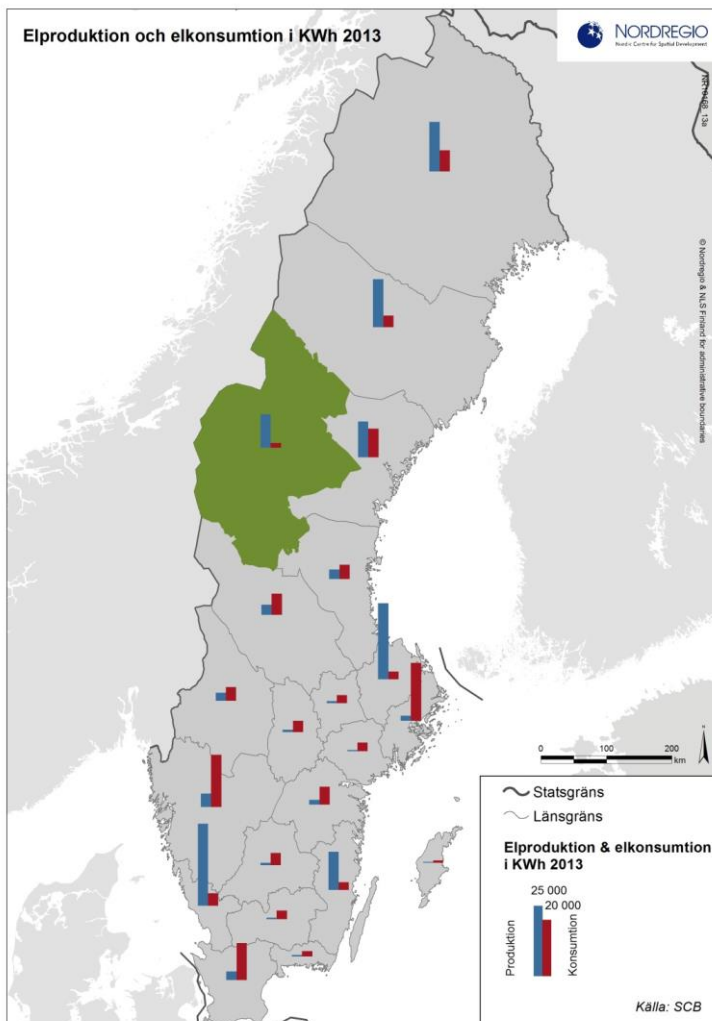 Elproduktion och elkonsumtion i KWh 2013
NORDREGIO
Nordic Centre for Spatial Development
© Nordregio & NLS Finland for administrative boundaries
N
0 50 100 200
km
Statsgräns
Länsgräns
Elproduktion & elkonsumtion
i KWh 2013
25 000
20 000
Produktion
Konsumtion
Källa: SCB